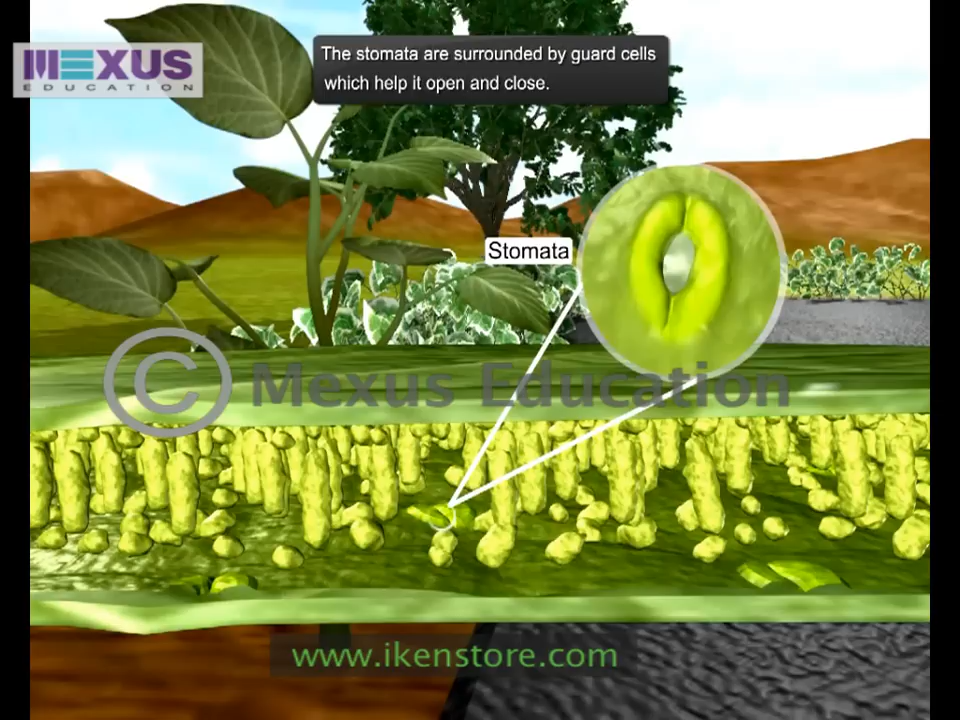 MEXUS
EDUCATION
The stomata are surrounded by guard cells
which help it open and close.
Stomata
© Mexus Education
www.ikenstore.com